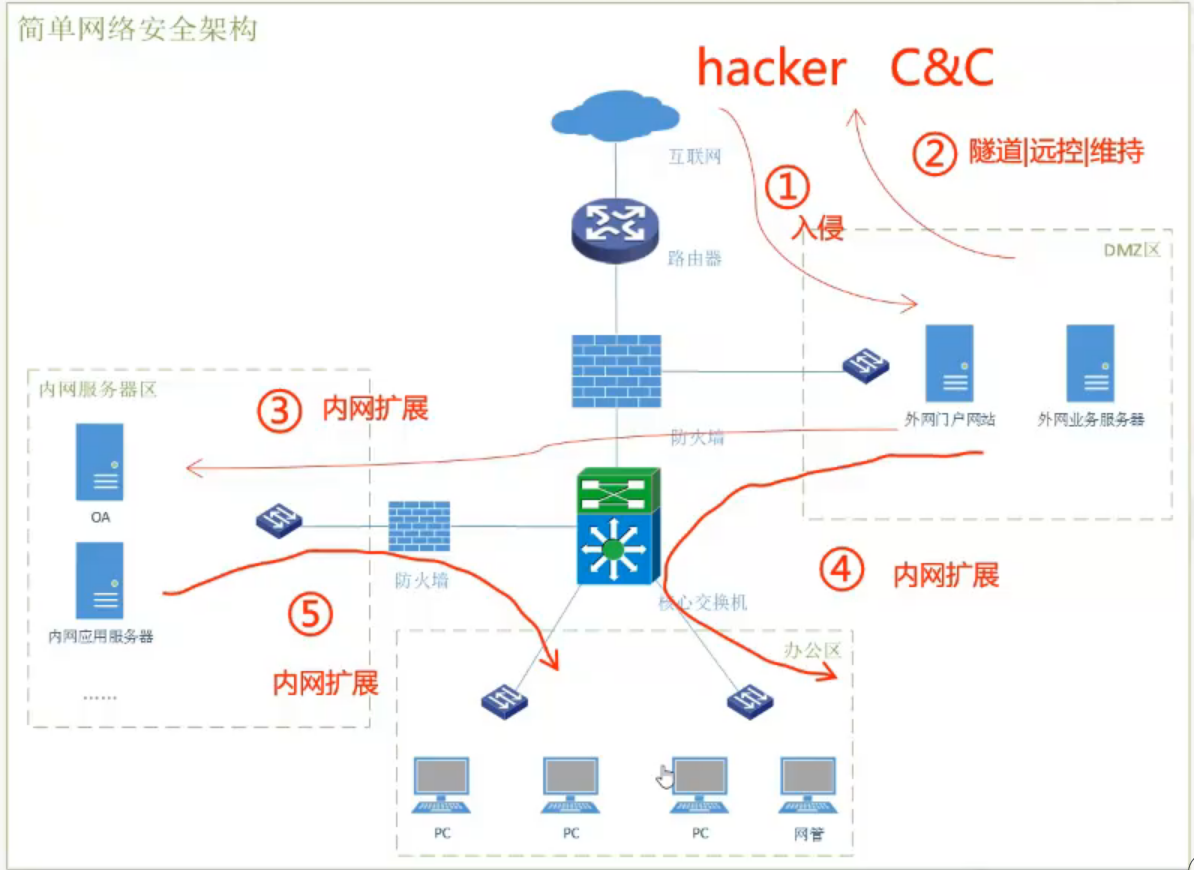 简单网络安全架构
hacker C&C
互联网
①
入侵
② 隧道|远控|维持
路由器
DMZ区
外网门户网站
外网业务服务器
防火墙
内网服务器区
③ 内网扩展
OA
内网应用服务器
……
防火墙
核心交换机
④ 内网扩展
⑤
内网扩展
办公区
PC
PC
PC
网管